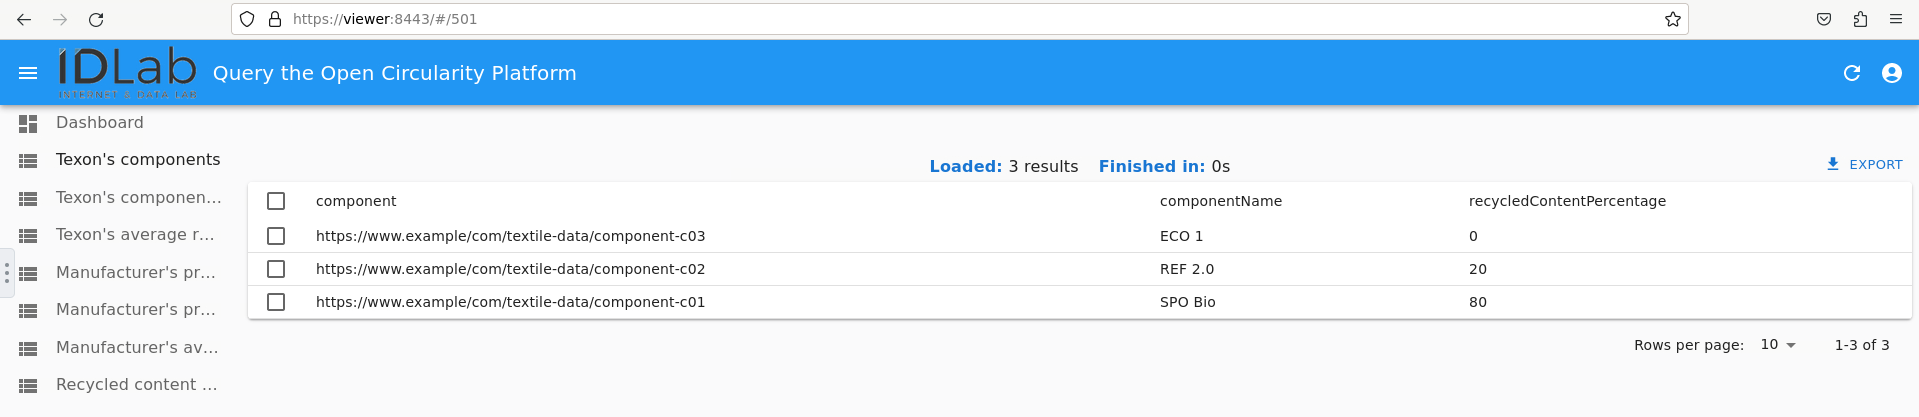 https://viewer:8443/#/501
IDLab
INTERNET & DATA LAB
Query the Open Circularity Platform
Dashboard
Texon's components
Texon's componen...
Texon's average r...
Manufacturer's pr...
Manufacturer's pr...
Manufacturer's av...
Recycled content ...
Loaded: 3 results Finished in: 0s
EXPORT
component componentName recycledContentPercentage
https://www.example/com/textile-data/component-c03 ECO 1 0
https://www.example/com/textile-data/component-c02 REF 2.0 20
https://www.example/com/textile-data/component-c01 SPO Bio 80
Rows per page: 10 1-3 of 3